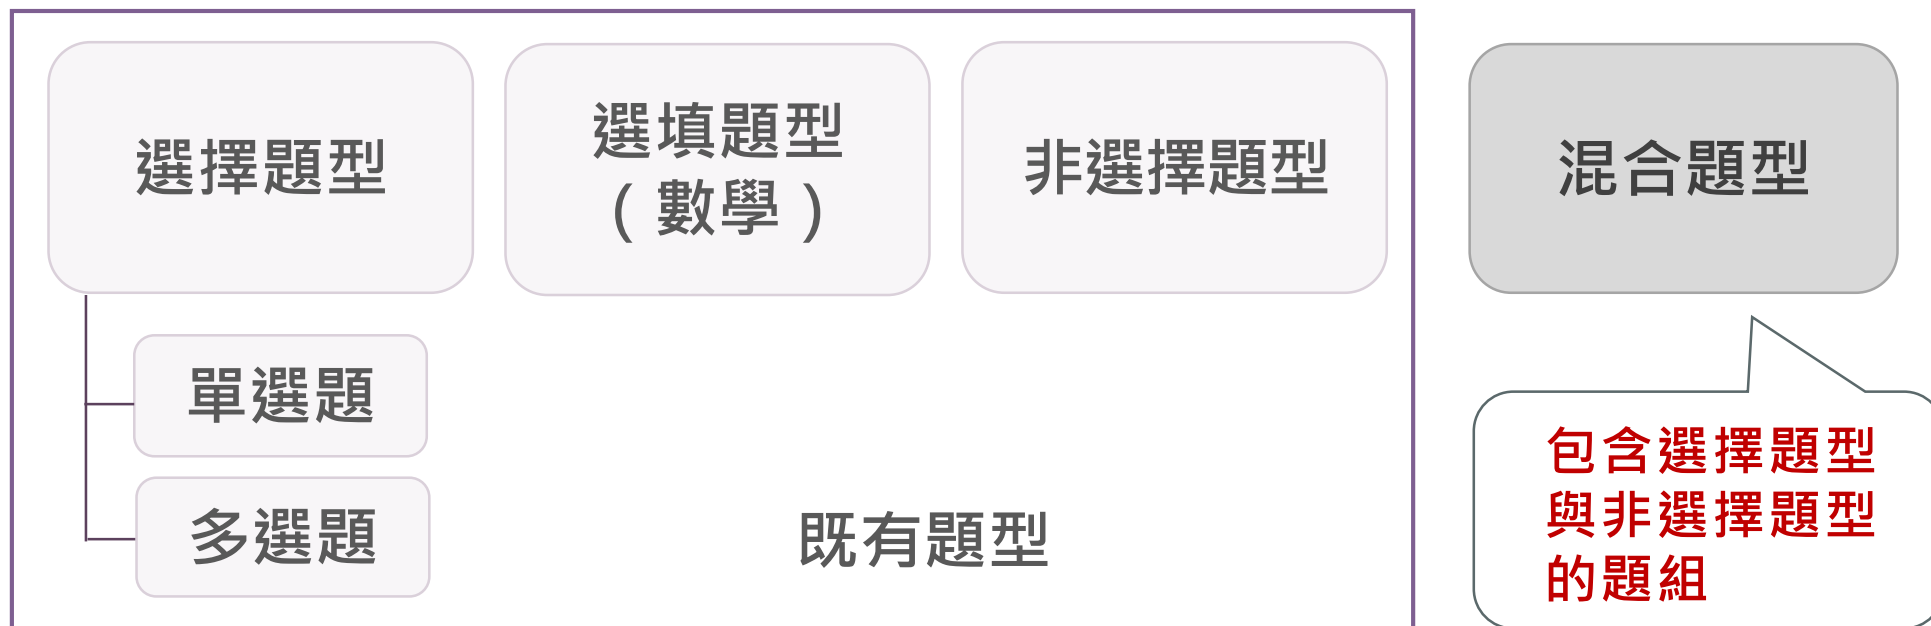 選擇題型
選填題型
（數學）
非選擇題型
混合題型
單選題
多選題
既有題型
包含選擇題型
與非選擇題型
的題組